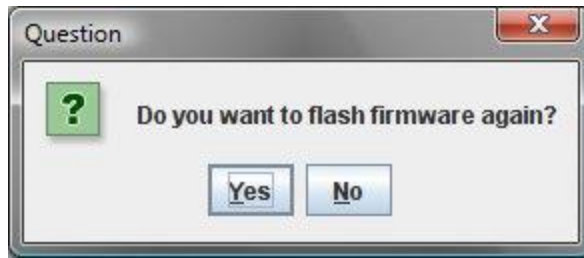 Question
X
?
Do you want to flash firmware again?
Yes No